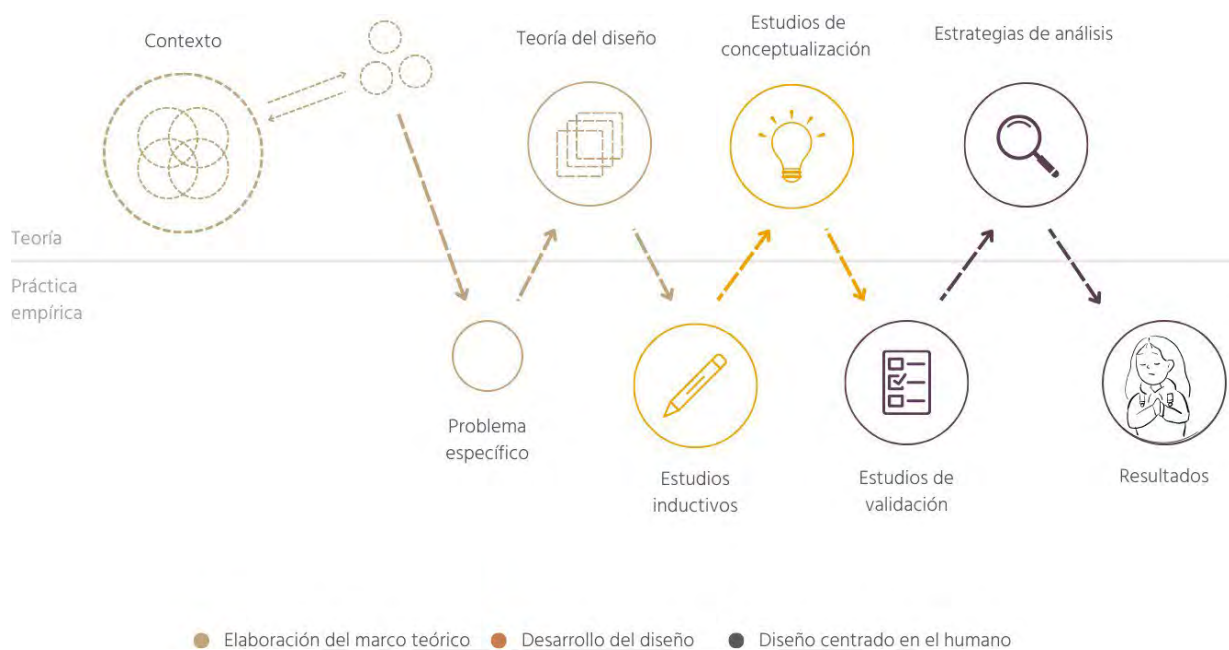 Contexto
Teoría del diseño
Estudios de
conceptualización
Estrategias de análisis
Teoría
Práctica
empírica
Problema
específico
Estudios
inductivos
Estudios de
validación
Resultados
Elaboración del marco teórico
Desarrollo del diseño
Diseño centrado en el humano